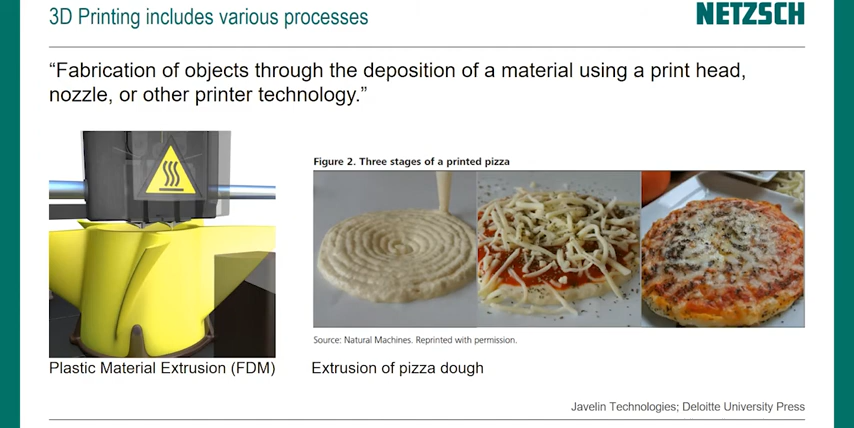 3D Printing includes various processes
NETZSCH
“Fabrication of objects through the deposition of a material using a print head,
nozzle, or other printer technology.”
Figure 2. Three stages of a printed pizza
Source: Natural Machines. Reprinted with permission.
Plastic Material Extrusion (FDM)
Extrusion of pizza dough
Javelin Technologies; Deloitte University Press